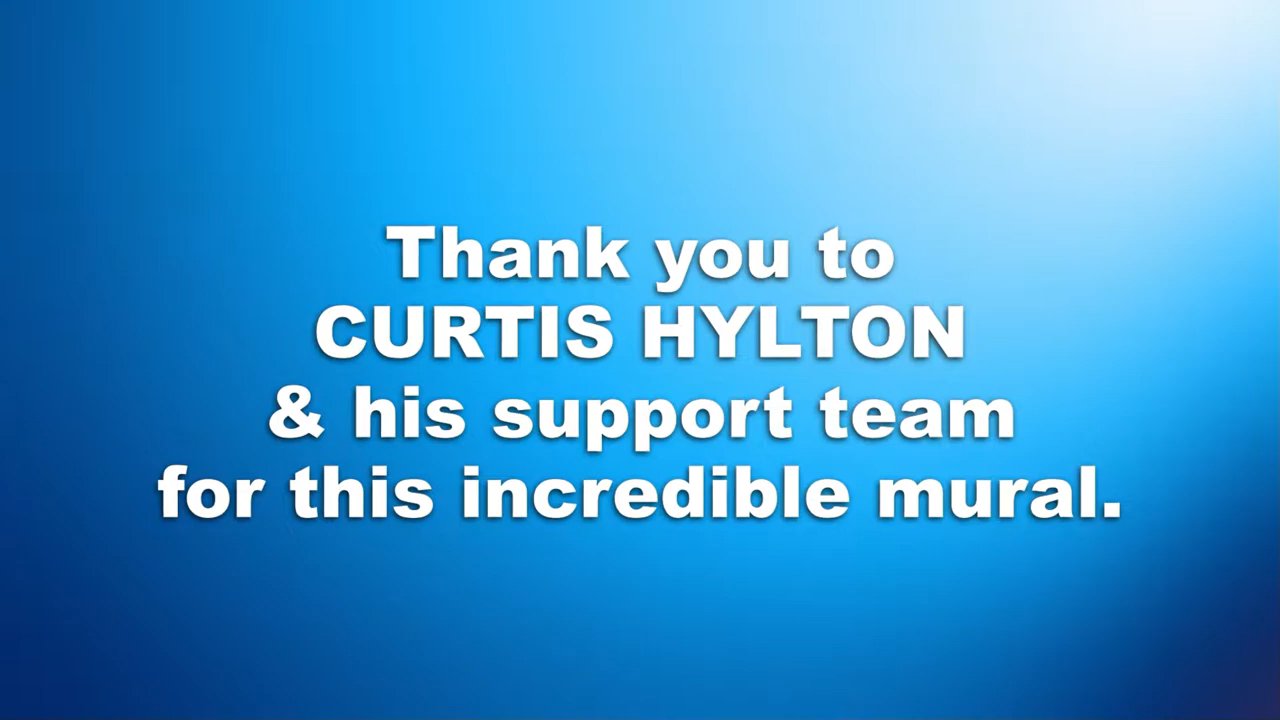 Thank you to
CURTIS HYLTON
& his support team
for this incredible mural.